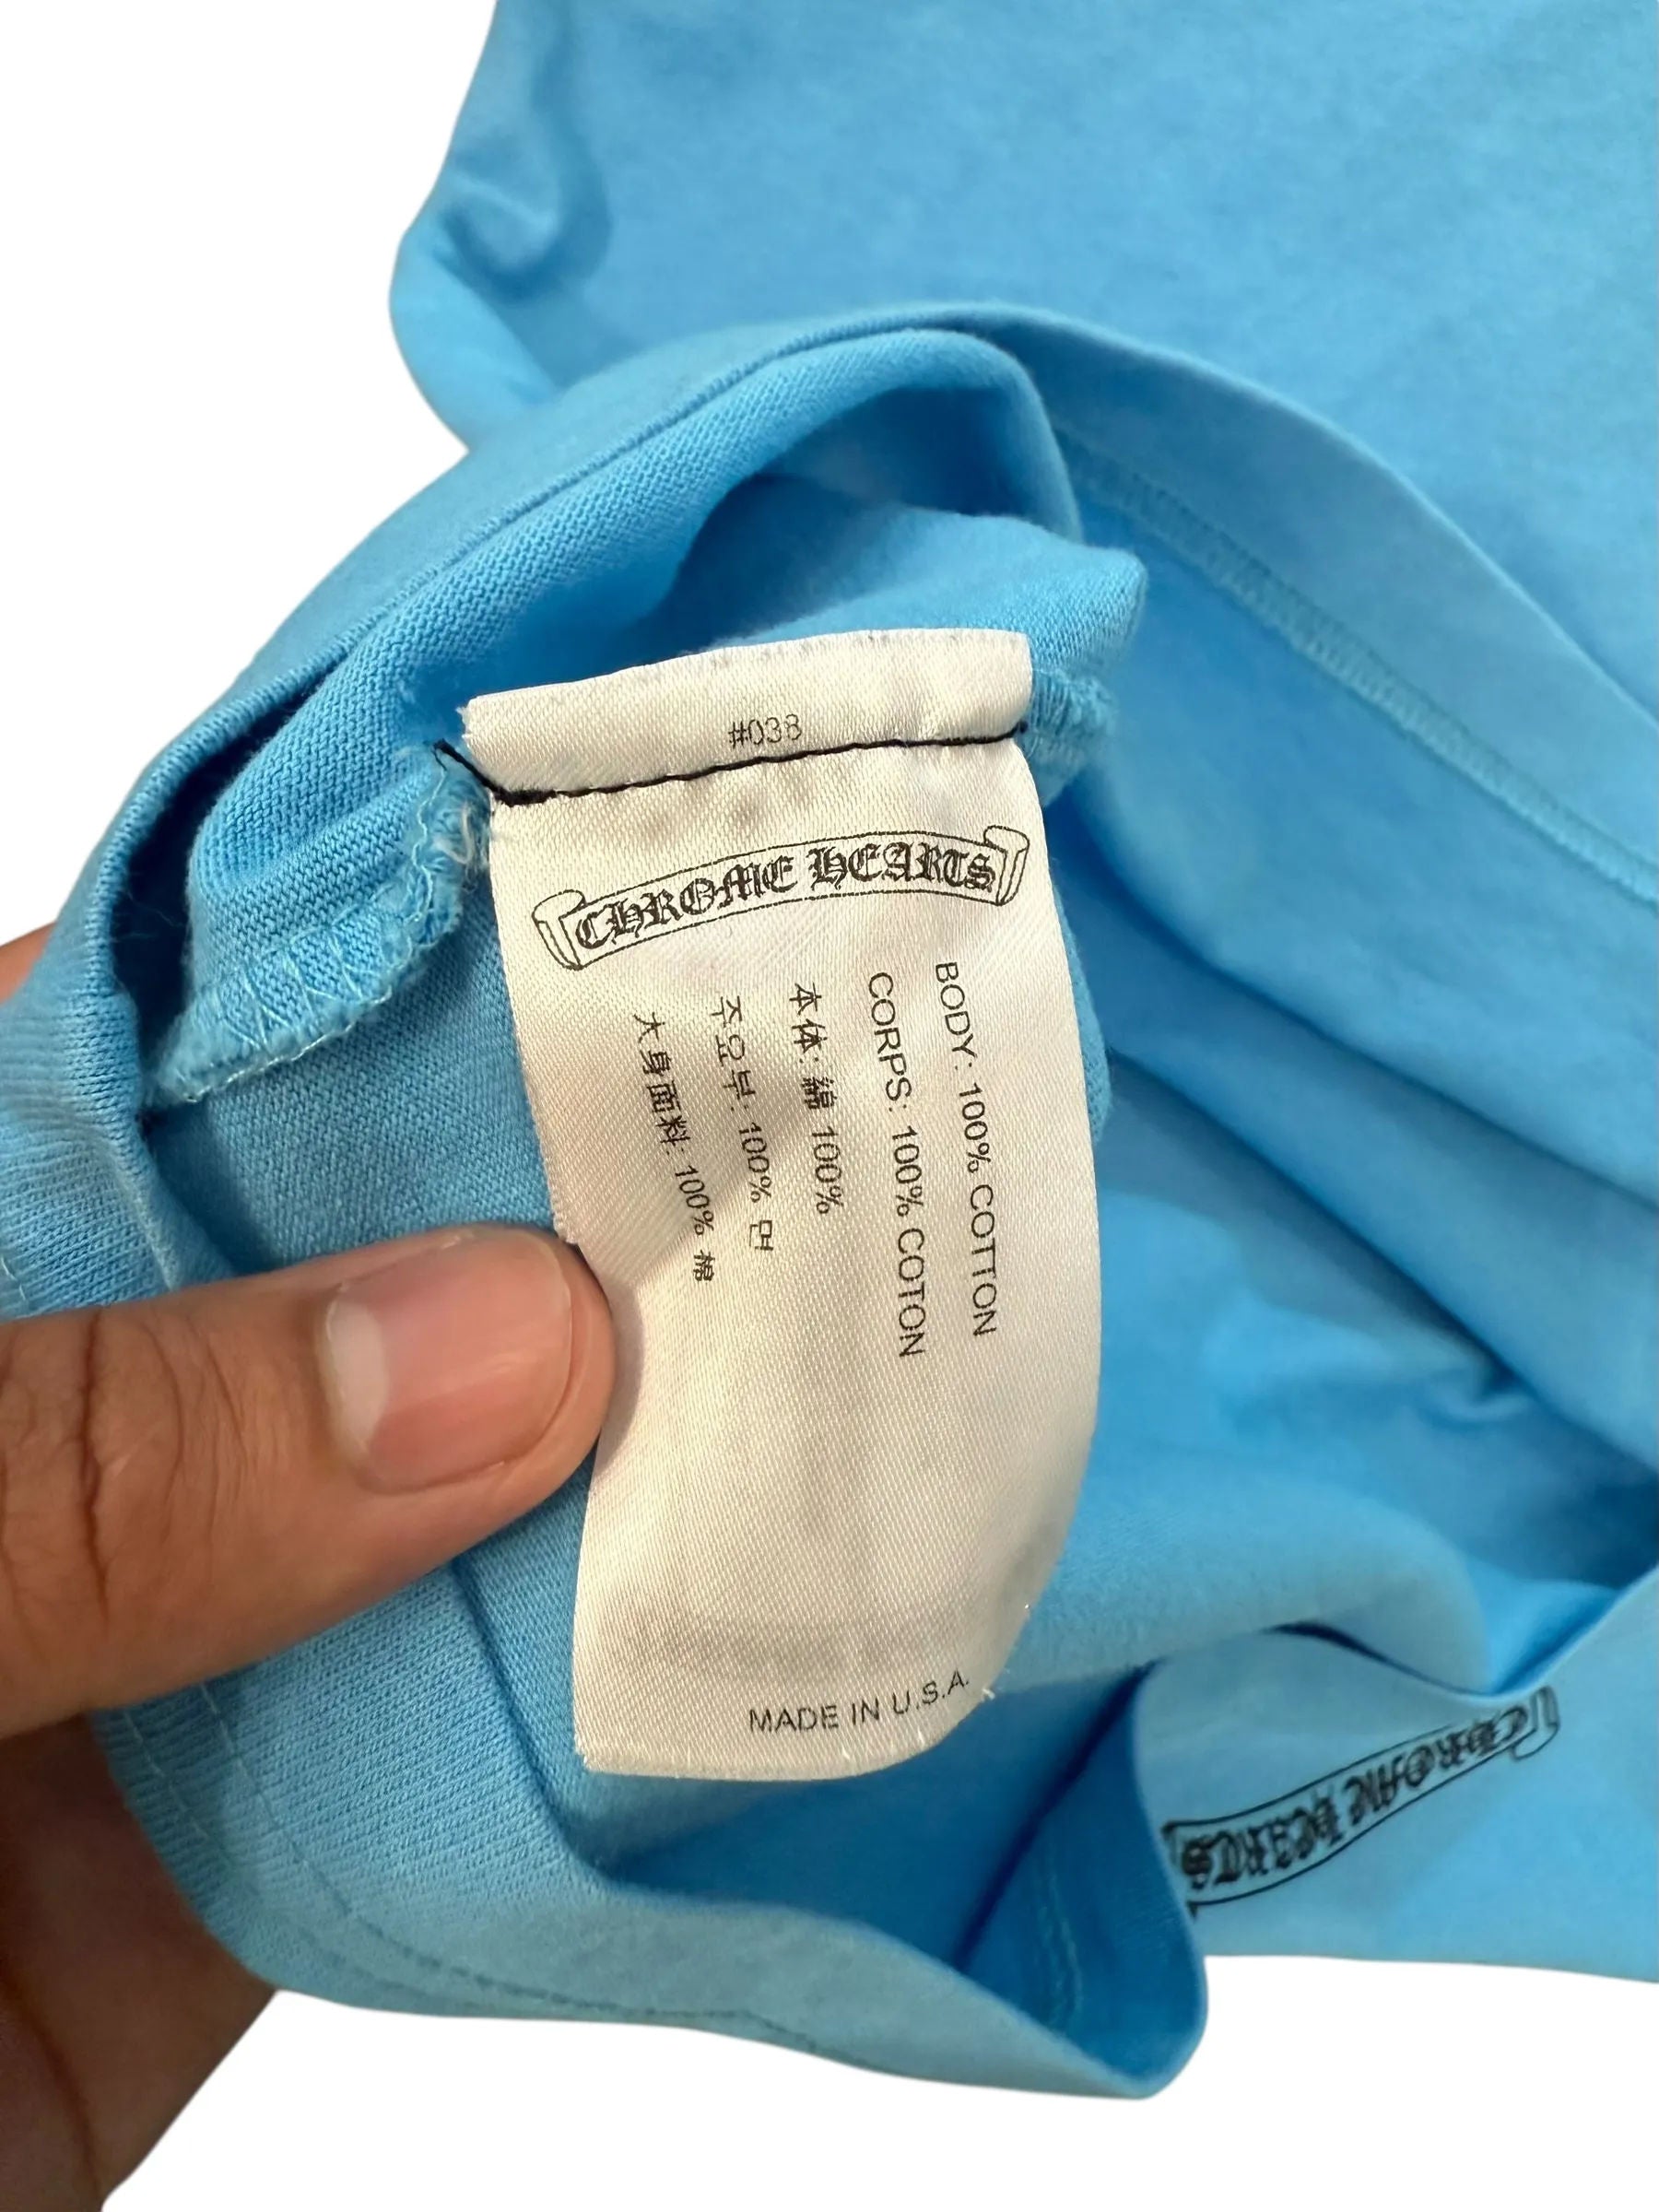 #038
CHROME HEARTS
BODY: 100% COTTON
CORPS: 100% COTON
本体: 綿 100%
주요부: 100% 면
大身面料: 100% 棉
MADE IN U.S.A.
CHROME HEARTS